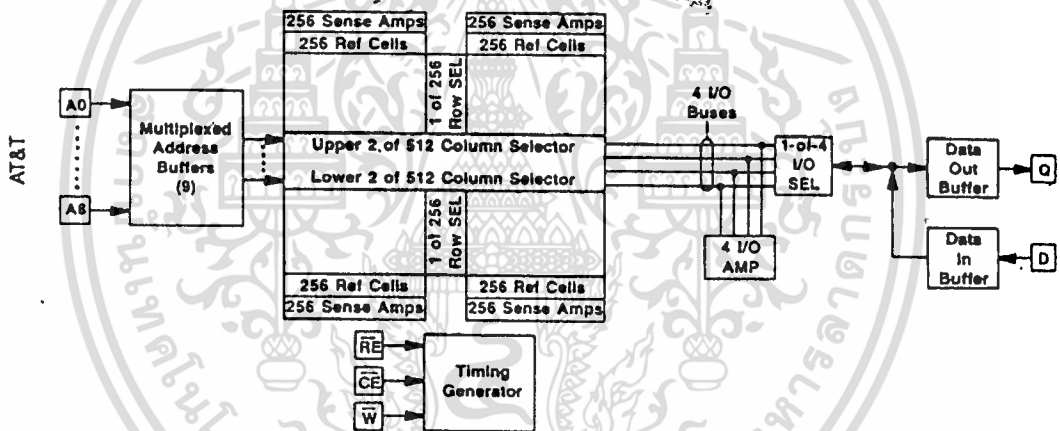 AT&T
256 Sense Amps
256 Ref Cells
256 Sense Amps
256 Ref Cells
1 of 256
Row SEL
A0
A8
Multiplexed
Address
Buffers
(9)
Upper 2 of 512 Column Selector
Lower 2 of 512 Column Selector
1 of 256
Row SEL
256 Ref Cells
256 Sense Amps
256 Ref Cells
256 Sense Amps
4 I/O
Buses
1-of-4
I/O
SEL
4 I/O
AMP
Data
Out
Buffer
Q
Data
In
Buffer
D
RE
CE
W
Timing
Generator